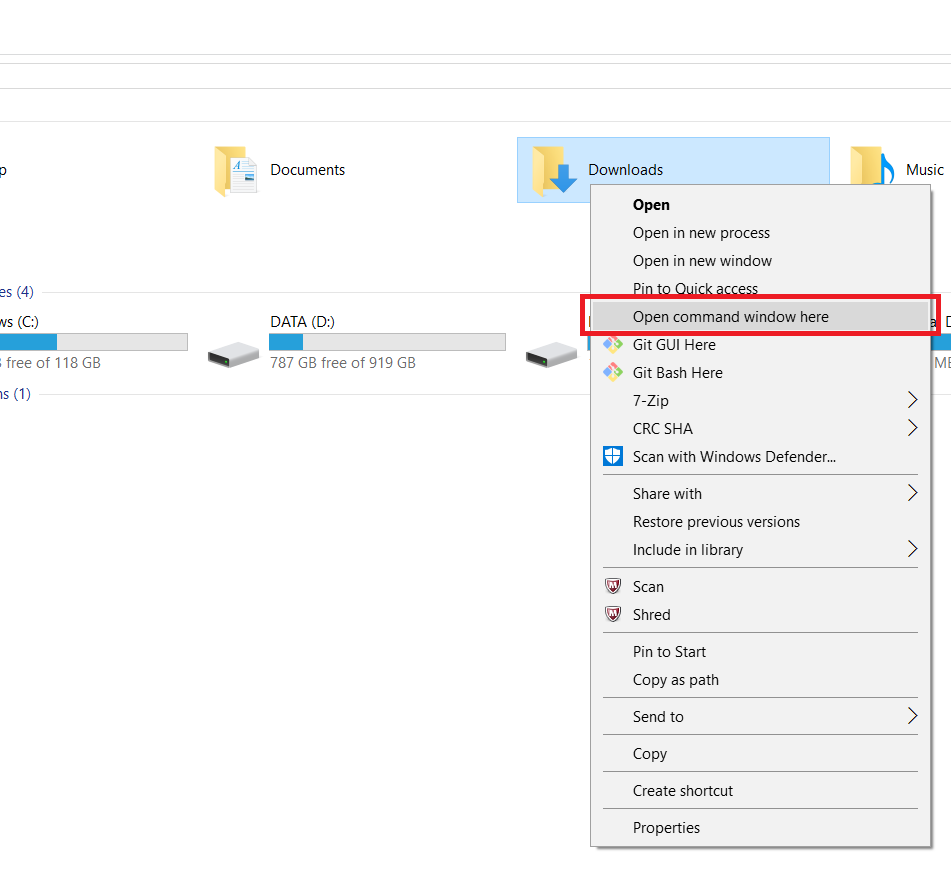 p
Documents
Downloads
Music
Open
Open in new process
Open in new window
Pin to Quick access
es (4)
ws (C:)
DATA (D:)
Open command window here
a D
free of 118 GB
787 GB free of 919 GB
Git GUI Here
ME
Git Bash Here
ns (1)
7-Zip
CRC SHA
Scan with Windows Defender...
Share with
Restore previous versions
Include in library
Scan
Shred
Pin to Start
Copy as path
Send to
Copy
Create shortcut
Properties